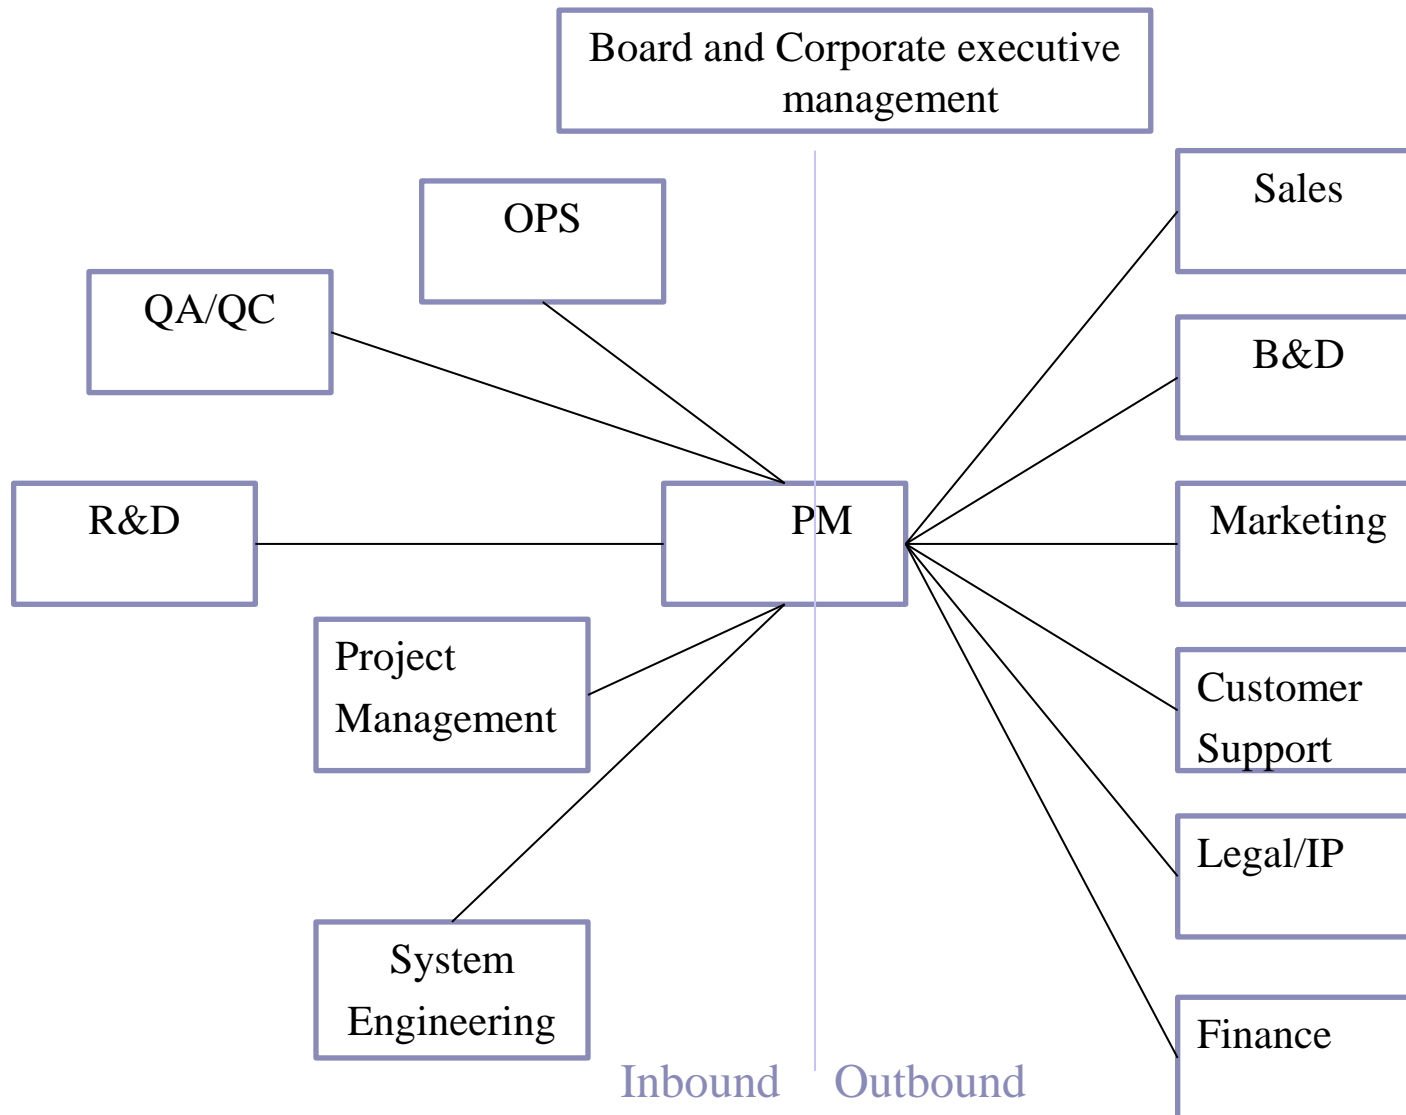 Board and Corporate executive
management
Sales
OPS
QA/QC
B&D
R&D
PM
Marketing
Project
Management
Customer
Support
Legal/IP
System
Engineering
Finance
Inbound
Outbound